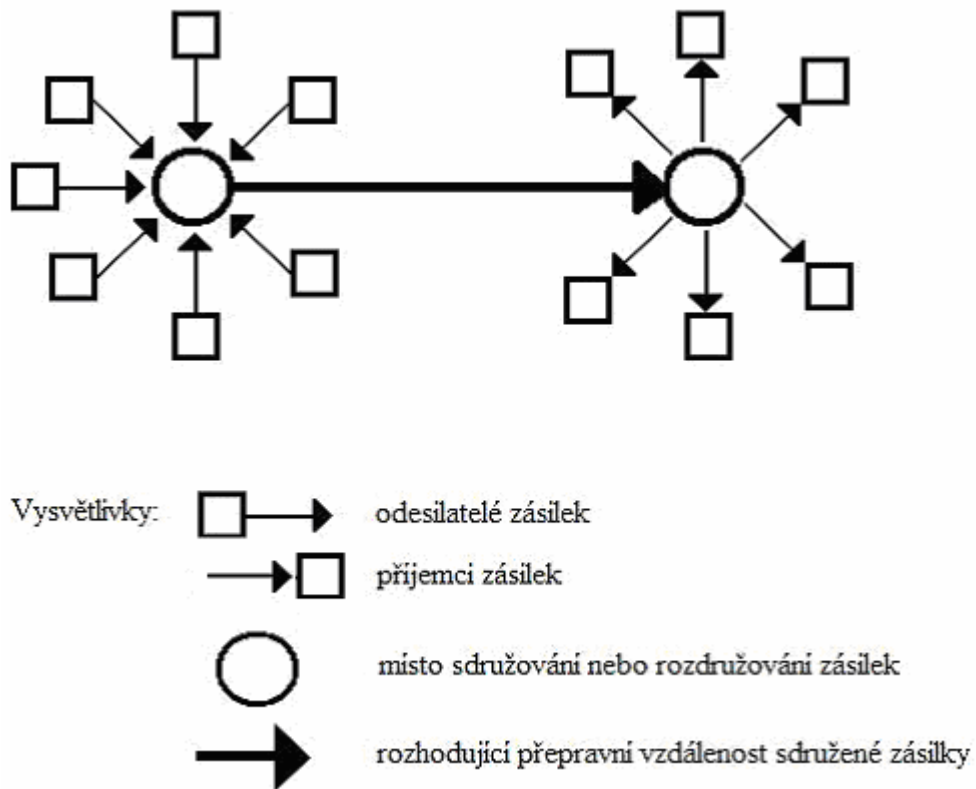 Vysvětlivky:
odesilatelé zásilek
příjemci zásilek
místo sdružování nebo rozdružování zásilek
rozhodující přepravní vzdálenost sdružené zásilky